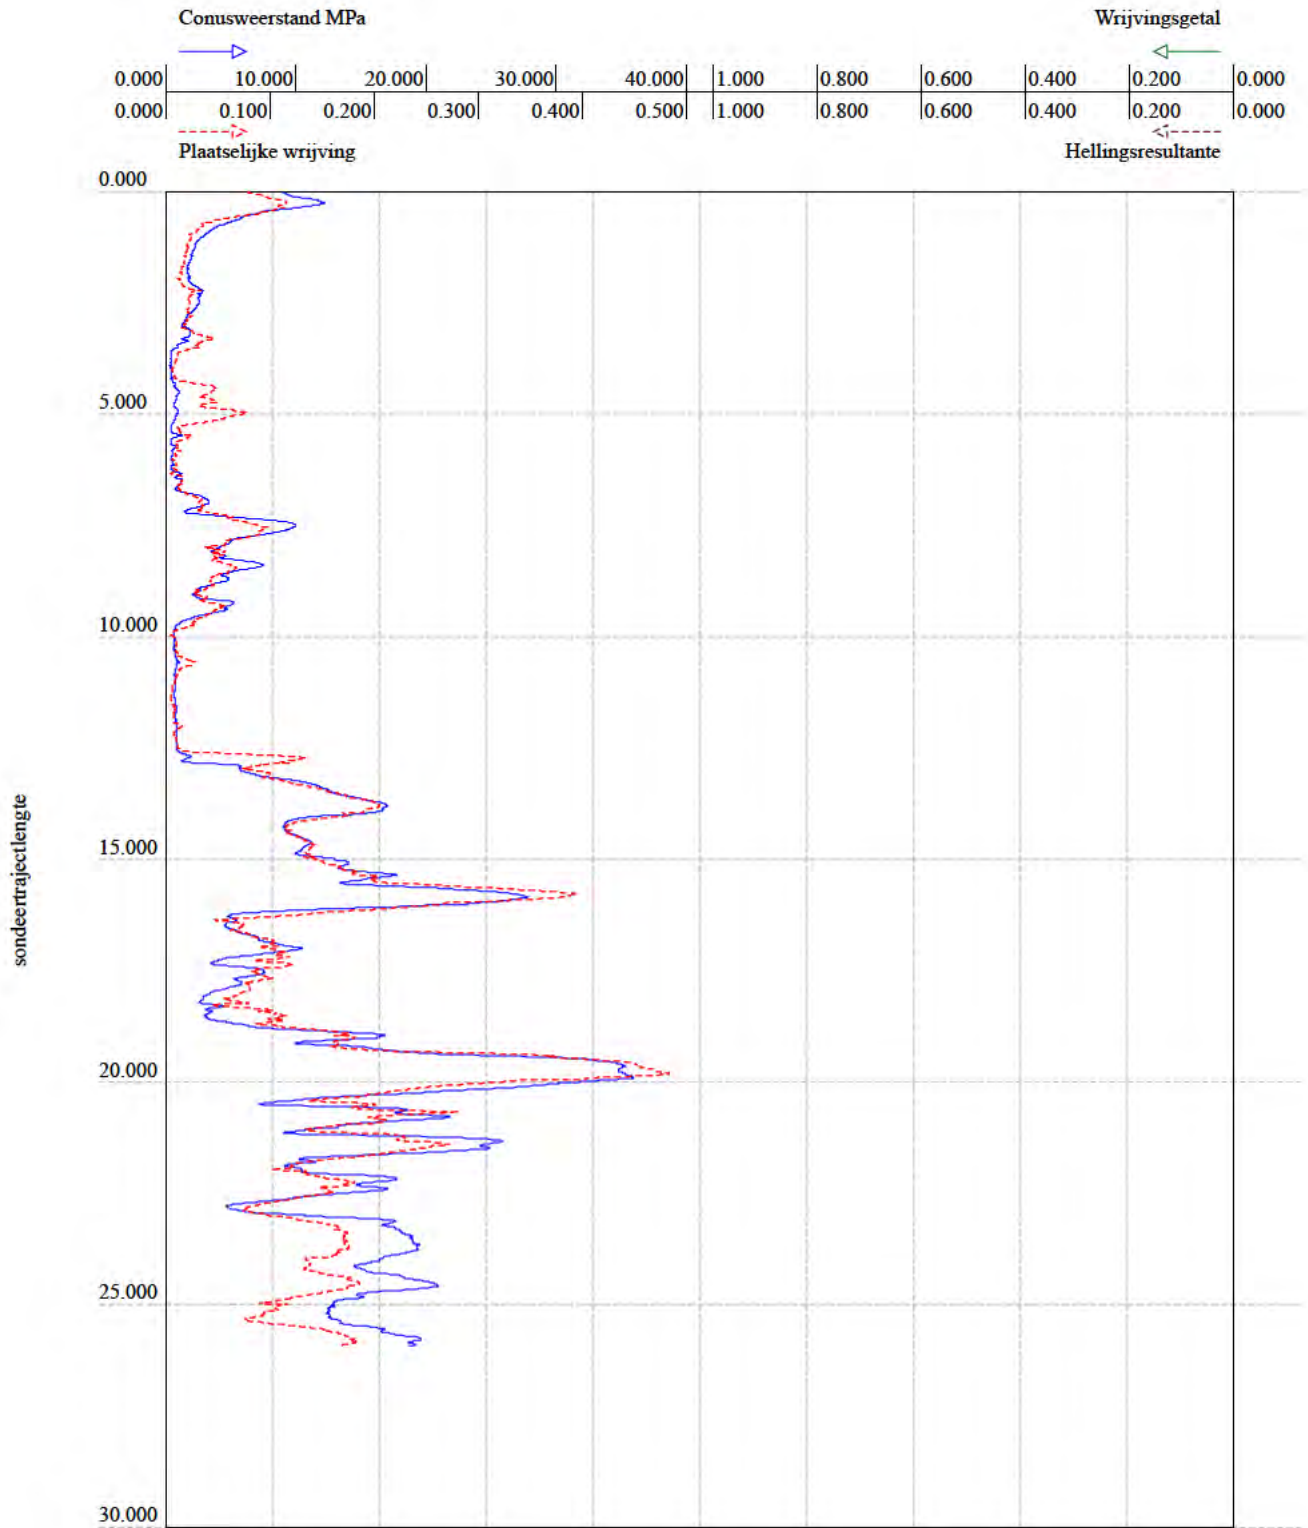 Conusweerstand MPa Wrijvingsgetal
0.000 10.000 20.000 30.000 40.000 1.000 0.800 0.600 0.400 0.200 0.000
0.000 0.100 0.200 0.300 0.400 0.500 1.000 0.800 0.600 0.400 0.200 0.000
Plaatselijke wrijving Hellingsresultante
0.000
5.000
10.000
15.000
20.000
25.000
30.000
sondeertrajectlengte